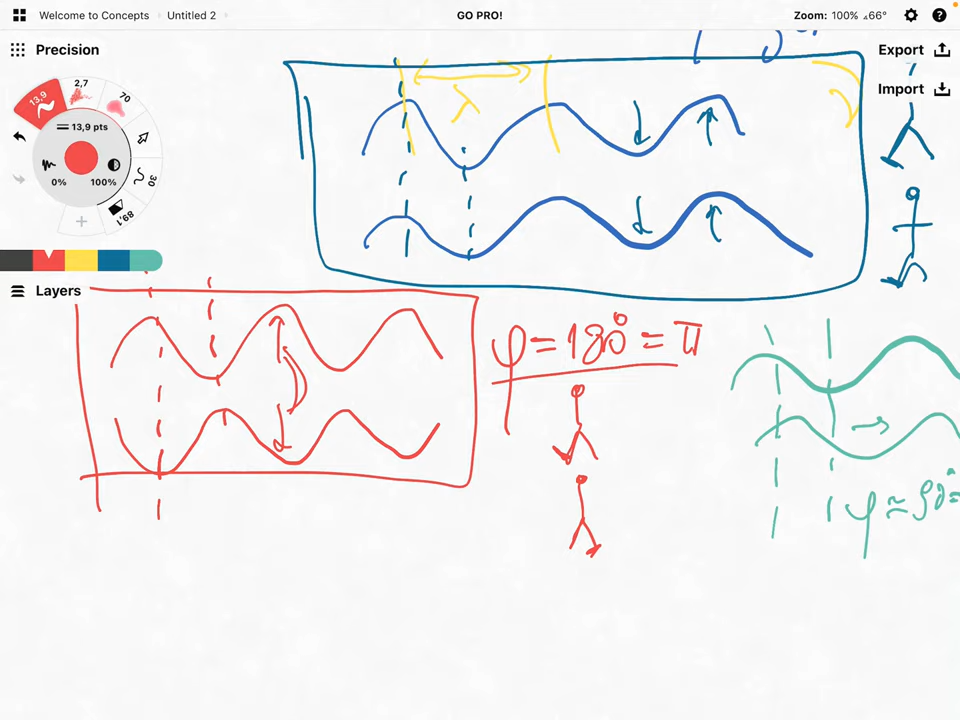 Welcome to Concepts › Untitled 2 ›
GO PRO!
Zoom: 100% ⊿66°
Precision
Export
Import
13,9
2,7
70
30
89,1
13,9 pts
0%
100%
λ
Layers
φ = 180° = π
φ ≈